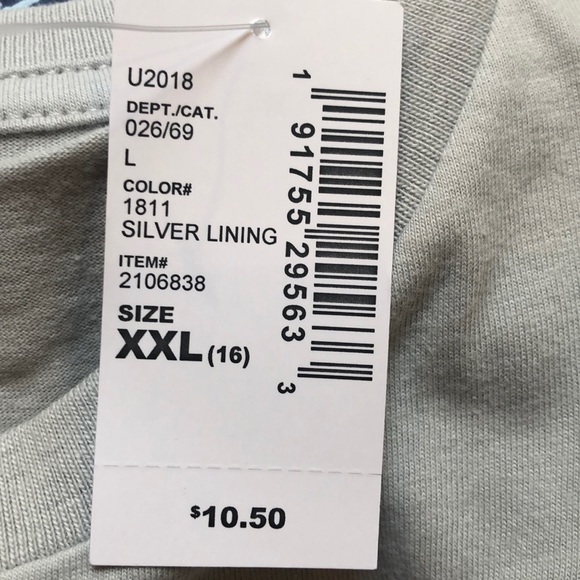 U2018
DEPT./CAT.
026/69
L
COLOR#
1811
SILVER LINING
ITEM#
2106838
SIZE
XXL (16)
1 91755 29563 3
$10.50